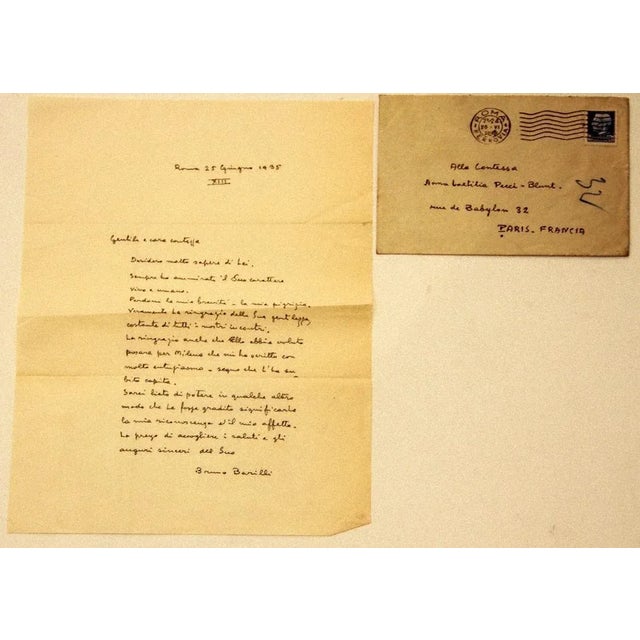 Roma 25 Giugno 1935
XIII
Gentile e cara contessa
Desidero molto sapere di Lei.
Sempre ho ammirato il Suo carattere
vivo e umano.
Perdoni la mia brevità - la mia pigrizia.
Veramente La ringrazio della Sua gentilezza
costante di tutti i nostri incontri.
La ringrazio anche che Ella abbia voluto
posare per Milena che mi ha scritto con
molto entusiasmo - segno che L'ha su-
bito capita.
Sarei lieto di potere in qualche altro
modo che Le fosse gradito significarLe
la mia riconoscenza e il mio affetto.
La prego di accogliere i saluti e gli
auguri sinceri del Suo
Bruno Barilli
ROMA
FERROVIA
Alla Contessa
Anna Laetitia Pecci-Blunt.
rue de Babylon 32
PARIS - FRANCIA
32